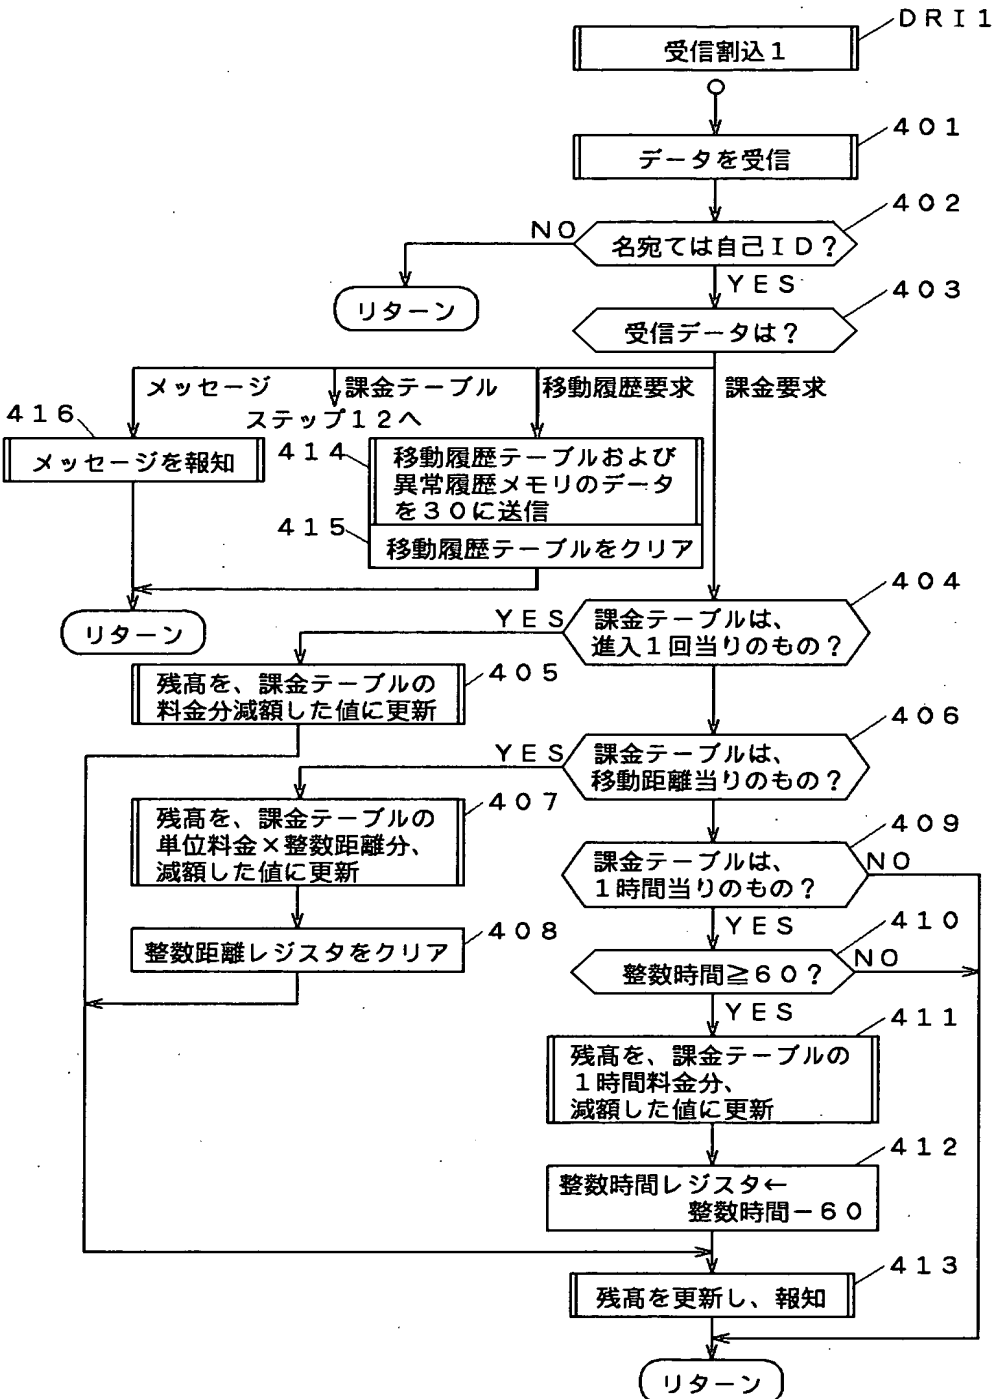 DRI1
受信割込1
401
データを受信
402
NO
名宛ては自己ID?
YES
403
リターン
受信データは?
メッセージ
課金テーブル
移動履歴要求
課金要求
416
ステップ12へ
メッセージを報知
414
移動履歴テーブルおよび
異常履歴メモリのデータ
を30に送信
415
移動履歴テーブルをクリア
404
リターン
YES
課金テーブルは、
進入1回当りのもの?
405
残高を、課金テーブルの
料金分減額した値に更新
406
YES
課金テーブルは、
移動距離当りのもの?
407
残高を、課金テーブルの
単位料金×整数距離分、
減額した値に更新
409
課金テーブルは、
1時間当りのもの?
NO
408
整数距離レジスタをクリア
YES
410
整数時間≧60?
NO
YES
411
残高を、課金テーブルの
1時間料金分、
減額した値に更新
412
整数時間レジスタ←
整数時間-60
413
残高を更新し、報知
リターン